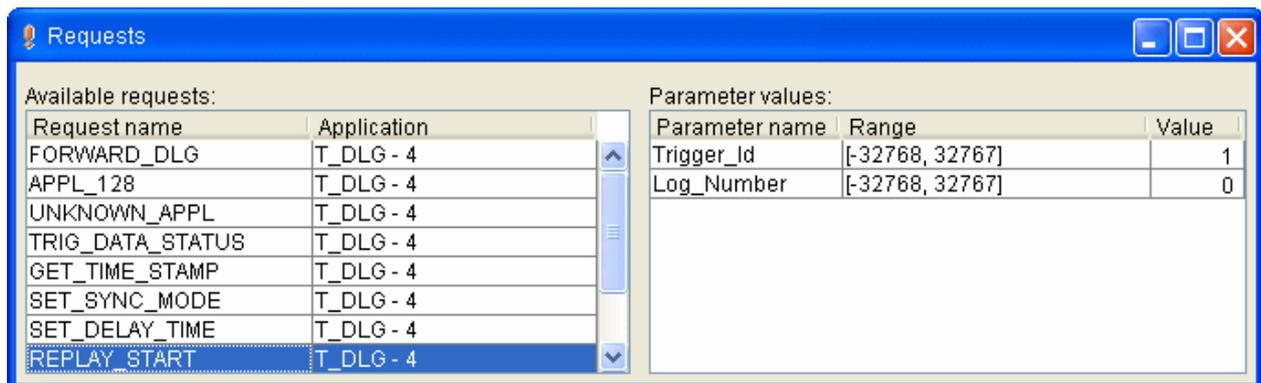 Requests
Available requests:
Request name Application
FORWARD_DLG T_DLG - 4
APPL_128 T_DLG - 4
UNKNOWN_APPL T_DLG - 4
TRIG_DATA_STATUS T_DLG - 4
GET_TIME_STAMP T_DLG - 4
SET_SYNC_MODE T_DLG - 4
SET_DELAY_TIME T_DLG - 4
REPLAY_START T_DLG - 4
Parameter values:
Parameter name Range Value
Trigger_Id [-32768, 32767] 1
Log_Number [-32768, 32767] 0